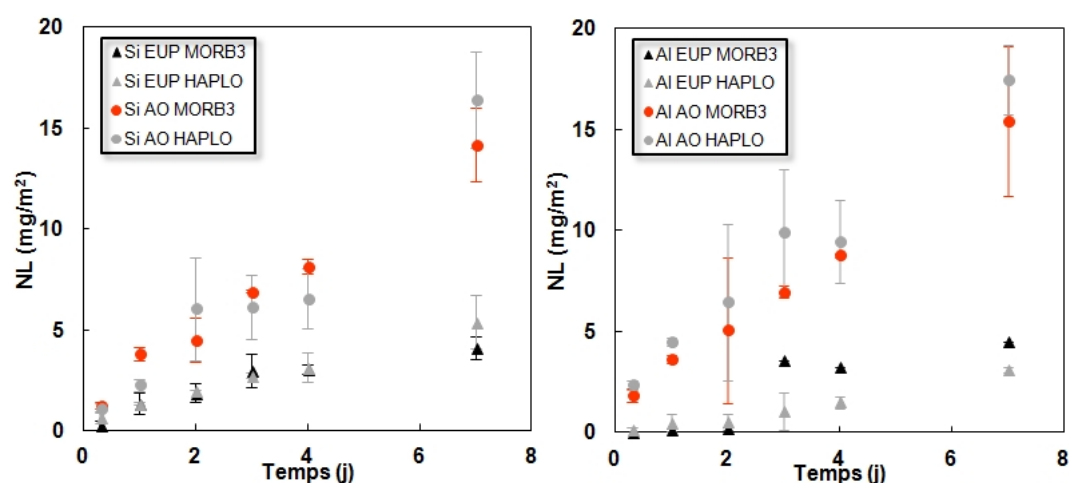 20
15
10
5
0
NL (mg/m²)
Si EUP MORB3
Si EUP HAPLO
Si AO MORB3
Si AO HAPLO
0 2 4 6 8
Temps (j)
20
15
10
5
0
NL (mg/m²)
Al EUP MORB3
Al EUP HAPLO
Al AO MORB3
Al AO HAPLO
0 2 4 6 8
Temps (j)